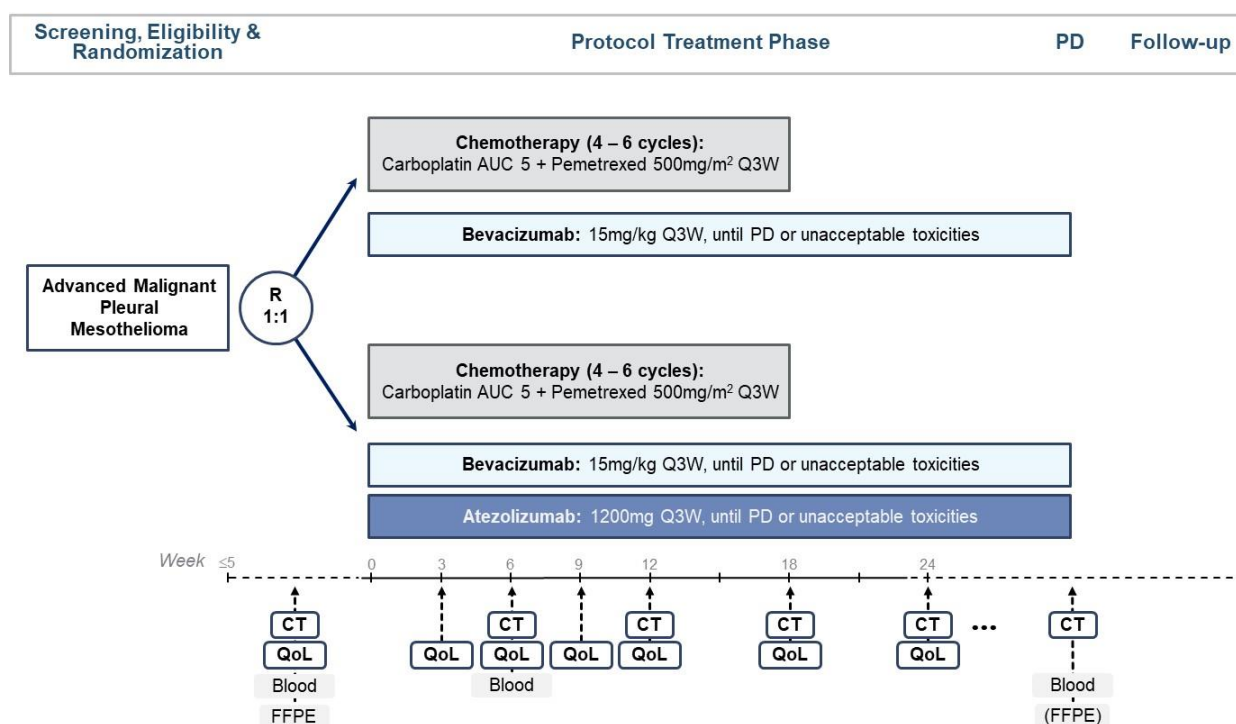 Screening, Eligibility &
Randomization
Protocol Treatment Phase
PD
Follow-up
Chemotherapy (4 – 6 cycles):
Carboplatin AUC 5 + Pemetrexed 500mg/m² Q3W
Bevacizumab: 15mg/kg Q3W, until PD or unacceptable toxicities
Advanced Malignant
Pleural
Mesothelioma
R
1:1
Chemotherapy (4 – 6 cycles):
Carboplatin AUC 5 + Pemetrexed 500mg/m² Q3W
Bevacizumab: 15mg/kg Q3W, until PD or unacceptable toxicities
Atezolizumab: 1200mg Q3W, until PD or unacceptable toxicities
Week ≤5 0 3 6 9 12 18 24
CT CT CT CT CT ... CT
QoL QoL QoL QoL QoL QoL QoL
Blood Blood Blood
FFPE (FFPE)